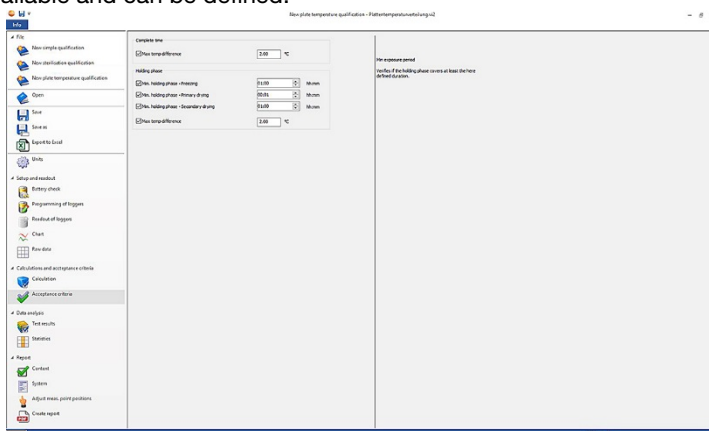 available and can be defined.
New plate temperature qualification - Plattentemperaturverteilung.vi2
Info
File
New simple qualification
New sterilisation qualification
New plate temperature qualification
Open
Save
Save as
Export to Excel
Units
Setup and readout
Battery check
Programming of loggers
Readout of loggers
Chart
Raw data
Calculations and acceptance criteria
Calculation
Acceptance criteria
Data analysis
Test results
Statistics
Report
Content
System
Adjust meas. point positions
Create report
Complete time
Max temp difference 2.00 °C
Holding phase
Min. holding phase - Freezing 01:00 hh:mm
Min. holding phase - Primary drying 00:01 hh:mm
Min. holding phase - Secondary drying 01:00 hh:mm
Max temp difference 2.00 °C
Min exposure period
Verifies if the holding phase covers at least the here
defined duration.